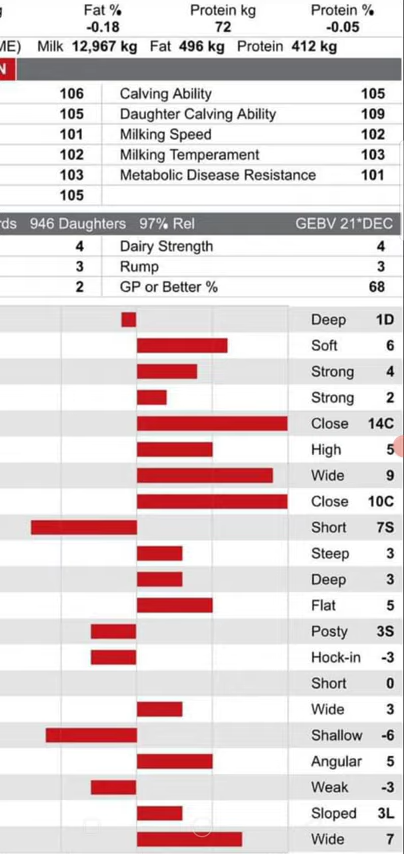 Fat % Protein kg Protein %
-0.18 72 -0.05
ME) Milk 12,967 kg Fat 496 kg Protein 412 kg
N
106 Calving Ability 105
105 Daughter Calving Ability 109
101 Milking Speed 102
102 Milking Temperament 103
103 Metabolic Disease Resistance 101
105
rds 946 Daughters 97% Rel GEBV 21*DEC
4 Dairy Strength 4
3 Rump 3
2 GP or Better % 68
Deep 1D
Soft 6
Strong 4
Strong 2
Close 14C
High 5
Wide 9
Close 10C
Short 7S
Steep 3
Deep 3
Flat 5
Posty 3S
Hock-in -3
Short 0
Wide 3
Shallow -6
Angular 5
Weak -3
Sloped 3L
Wide 7